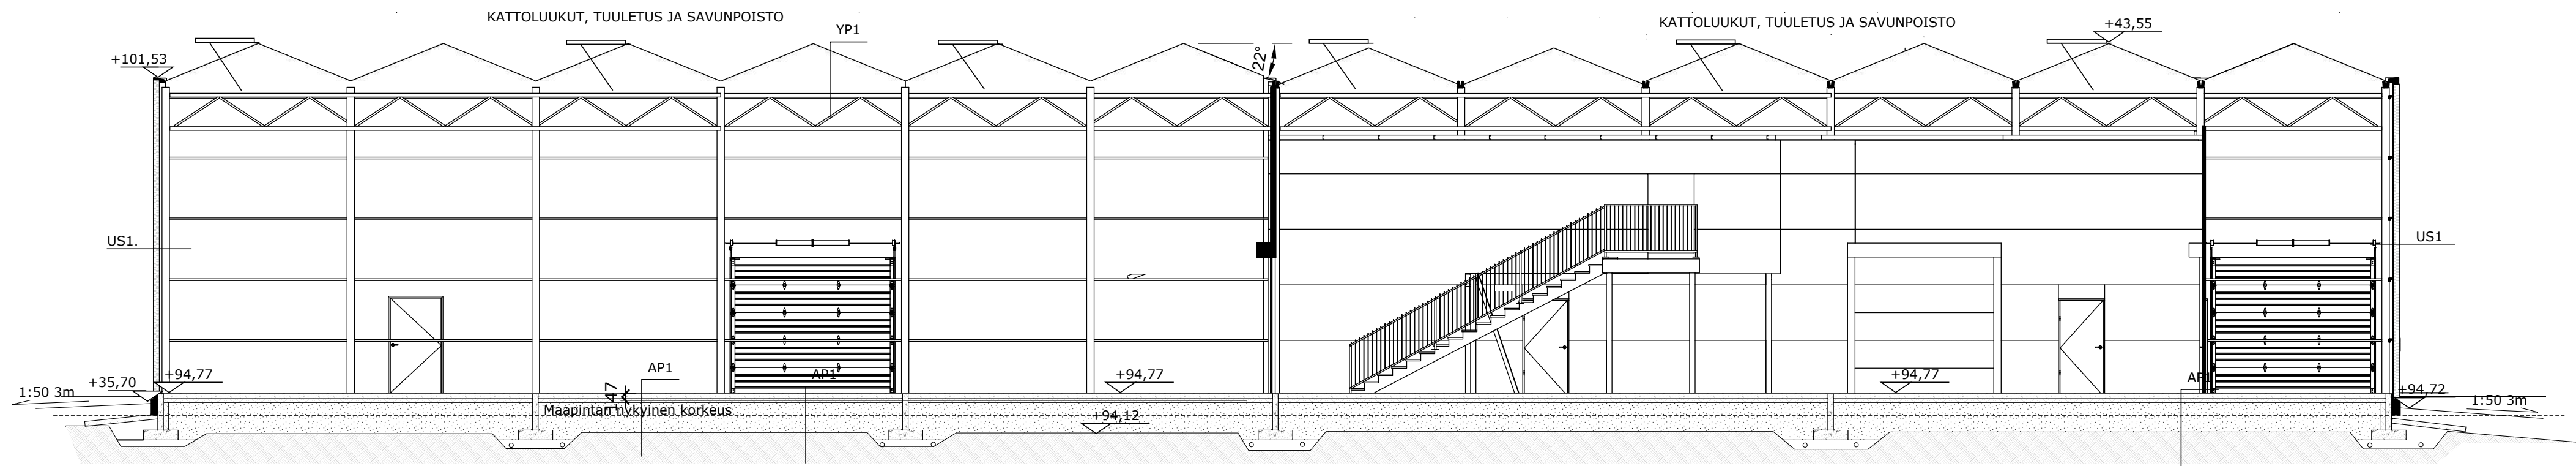 KATTOLUUKUT, TUULETUS JA SAVUNPOISTO
KATTOLUUKUT, TUULETUS JA SAVUNPOISTO
YP1
+43,55
+101,53
22°
US1.
US1
1:50 3m
+35,70
+94,77
AP1
AP1
147
Maapintan nykyinen korkeus
+94,77
+94,12
+94,77
AP1
+94,72
1:50 3m